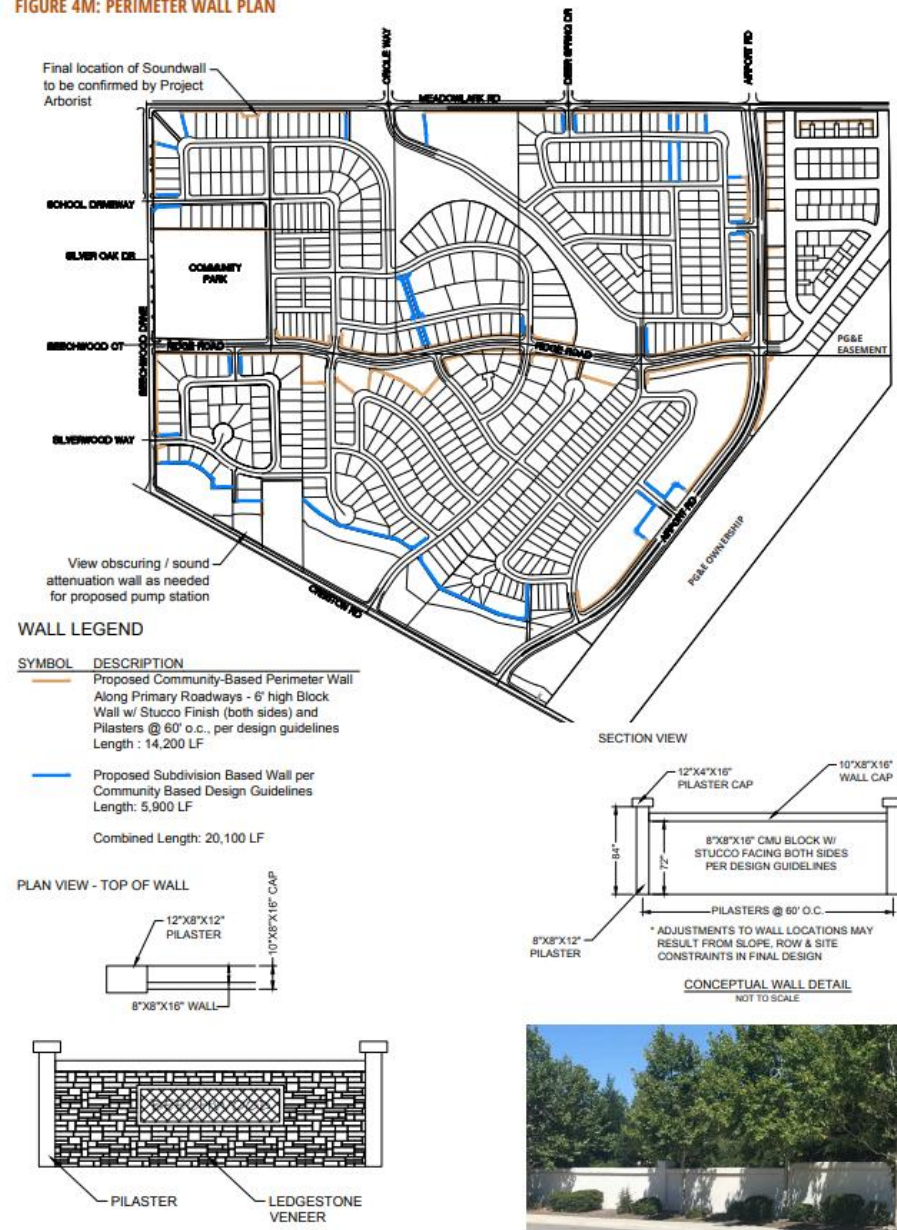 FIGURE 4M: PERIMETER WALL PLAN
Final location of Soundwall
to be confirmed by Project
Arborist
ORIOLE WAY
DEER SPRING DR
AIRPORT RD
MEADOWLARK RD
SCHOOL DRIVEWAY
SILVER OAK DR
COMMUNITY
PARK
BEECHWOOD DRIVE
BEECHWOOD CT
RIDGE ROAD
RIDGE ROAD
PG&E
EASEMENT
SILVERWOOD WAY
AIRPORT RD
PG&E OWNERSHIP
View obscuring / sound
attenuation wall as needed
for proposed pump station
CRESTON RD
WALL LEGEND
SYMBOL DESCRIPTION
Proposed Community-Based Perimeter Wall
Along Primary Roadways - 6' high Block
Wall w/ Stucco Finish (both sides) and
Pilasters @ 60' o.c., per design guidelines
Length : 14,200 LF
Proposed Subdivision Based Wall per
Community Based Design Guidelines
Length: 5,900 LF
Combined Length: 20,100 LF
SECTION VIEW
12"X4"X16"
PILASTER CAP
10"X8"X16"
WALL CAP
84"
72"
8"X8"X16" CMU BLOCK W/
STUCCO FACING BOTH SIDES
PER DESIGN GUIDELINES
PILASTERS @ 60' O.C.
8"X8"X12"
PILASTER
* ADJUSTMENTS TO WALL LOCATIONS MAY
RESULT FROM SLOPE, ROW & SITE
CONSTRAINTS IN FINAL DESIGN
CONCEPTUAL WALL DETAIL
NOT TO SCALE
PLAN VIEW - TOP OF WALL
12"X8"X12"
PILASTER
10"X8"X16" CAP
8"X8"X16" WALL
PILASTER
LEDGESTONE
VENEER